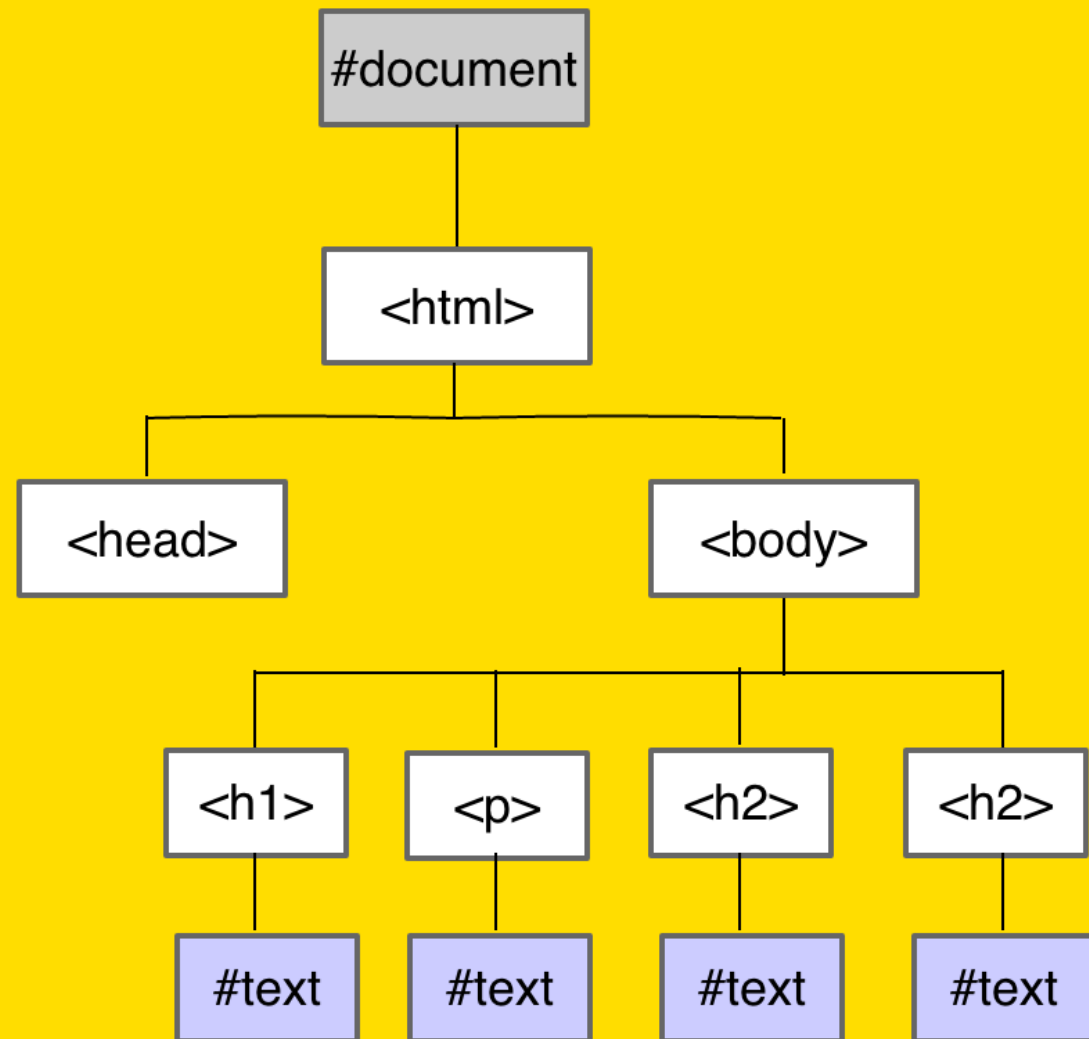 #document
<html>
<head> <body>
<h1> <p> <h2> <h2>
#text #text #text #text